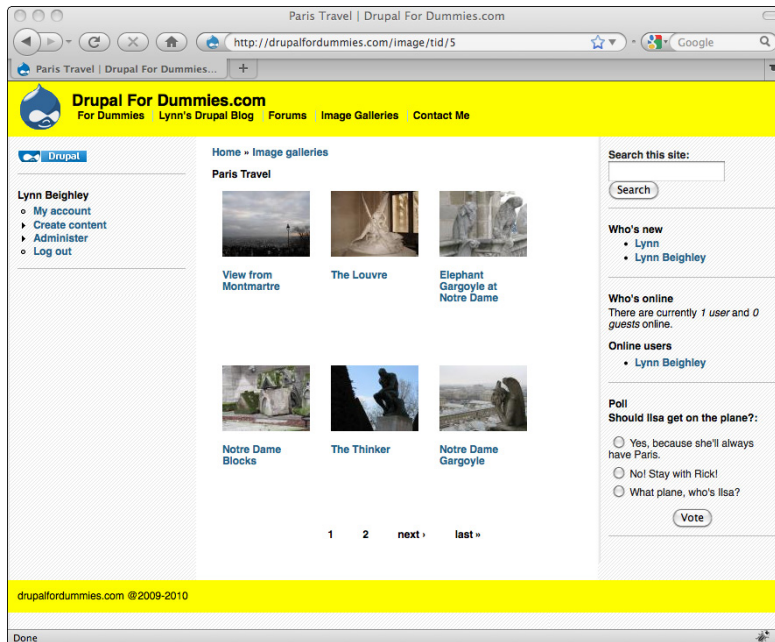 Paris Travel | Drupal For Dummies.com
http://drupalfordummies.com/image/tid/5
Google
Paris Travel | Drupal For Dummies...
+
Drupal For Dummies.com
For Dummies | Lynn's Drupal Blog | Forums | Image Galleries | Contact Me
Drupal
Lynn Beighley
My account
Create content
Administer
Log out
Home » Image galleries
Paris Travel
View from
Montmartre
The Louvre
Elephant
Gargoyle at
Notre Dame
Notre Dame
Blocks
The Thinker
Notre Dame
Gargoyle
1 2 next › last »
Search this site:
Search
Who's new
Lynn
Lynn Beighley
Who's online
There are currently 1 user and 0
guests online.
Online users
Lynn Beighley
Poll
Should Ilsa get on the plane?:
Yes, because she'll always
have Paris.
No! Stay with Rick!
What plane, who's Ilsa?
Vote
drupalfordummies.com @2009-2010
Done